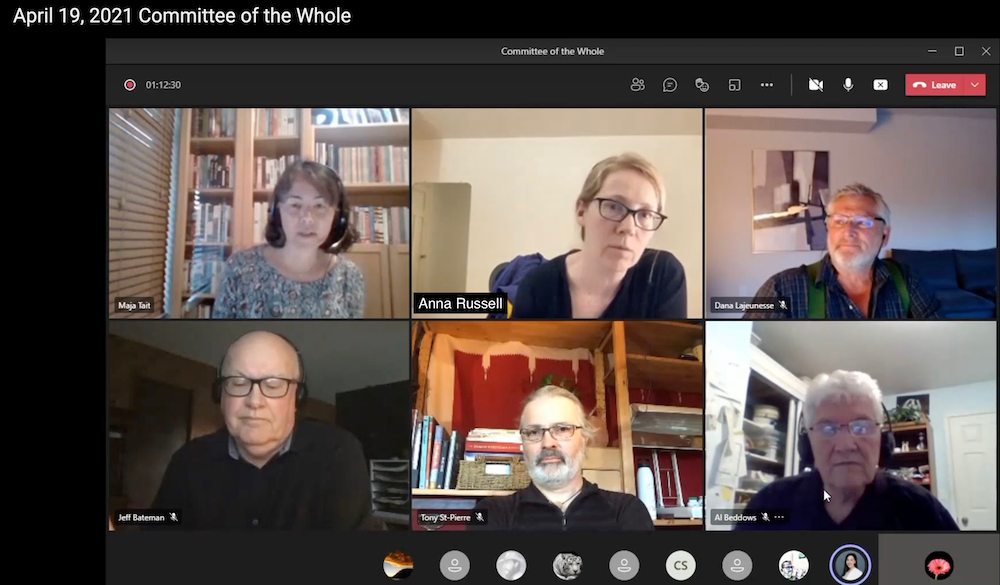 April 19, 2021 Committee of the Whole
Committee of the Whole
01:12:30
Leave
Maja Tait
Anna Russell
Dana Lajeunesse
Jeff Bateman
Tony St-Pierre
Al Beddows
CS